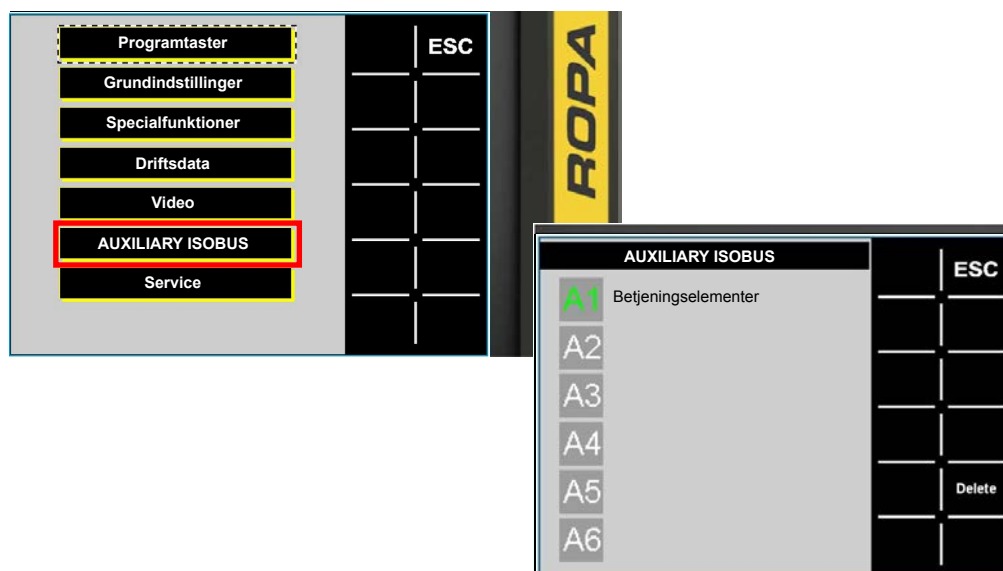 Programtaster
ESC
Grundindstillinger
Specialfunktioner
Driftsdata
Video
AUXILIARY ISOBUS
Service
ROPA
AUXILIARY ISOBUS
ESC
A1 Betjeningselementer
A2
A3
A4
A5
Delete
A6